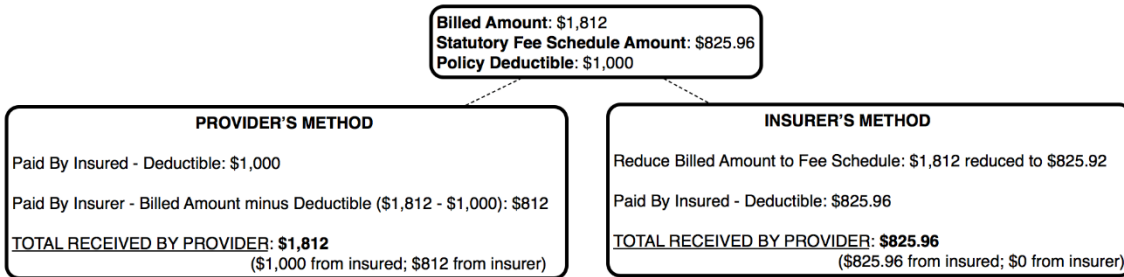 Billed Amount: $1,812
Statutory Fee Schedule Amount: $825.96
Policy Deductible: $1,000
PROVIDER'S METHOD
Paid By Insured - Deductible: $1,000
Paid By Insurer - Billed Amount minus Deductible ($1,812 - $1,000): $812
TOTAL RECEIVED BY PROVIDER: $1,812
($1,000 from insured; $812 from insurer)
INSURER'S METHOD
Reduce Billed Amount to Fee Schedule: $1,812 reduced to $825.92
Paid By Insured - Deductible: $825.96
TOTAL RECEIVED BY PROVIDER: $825.96
($825.96 from insured; $0 from insurer)